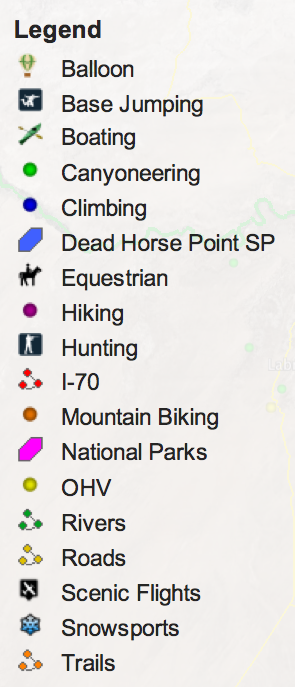 Legend
Balloon
Base Jumping
Boating
Canyoneering
Climbing
Dead Horse Point SP
Equestrian
Hiking
Hunting
I-70
Mountain Biking
National Parks
OHV
Rivers
Roads
Scenic Flights
Snowsports
Trails